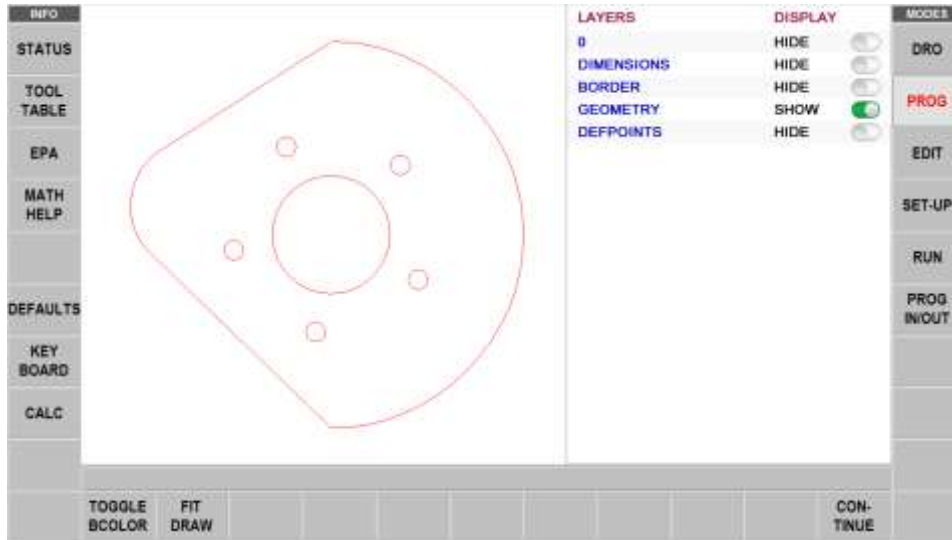 INFO
STATUS
TOOL
TABLE
EPA
MATH
HELP
DEFAULTS
KEY
BOARD
CALC
LAYERS DISPLAY
0 HIDE
DIMENSIONS HIDE
BORDER HIDE
GEOMETRY SHOW
DEFPOINTS HIDE
MODES
DRO
PROG
EDIT
SET-UP
RUN
PROG
IN/OUT
TOGGLE
BCOLOR
FIT
DRAW
CON-
TINUE